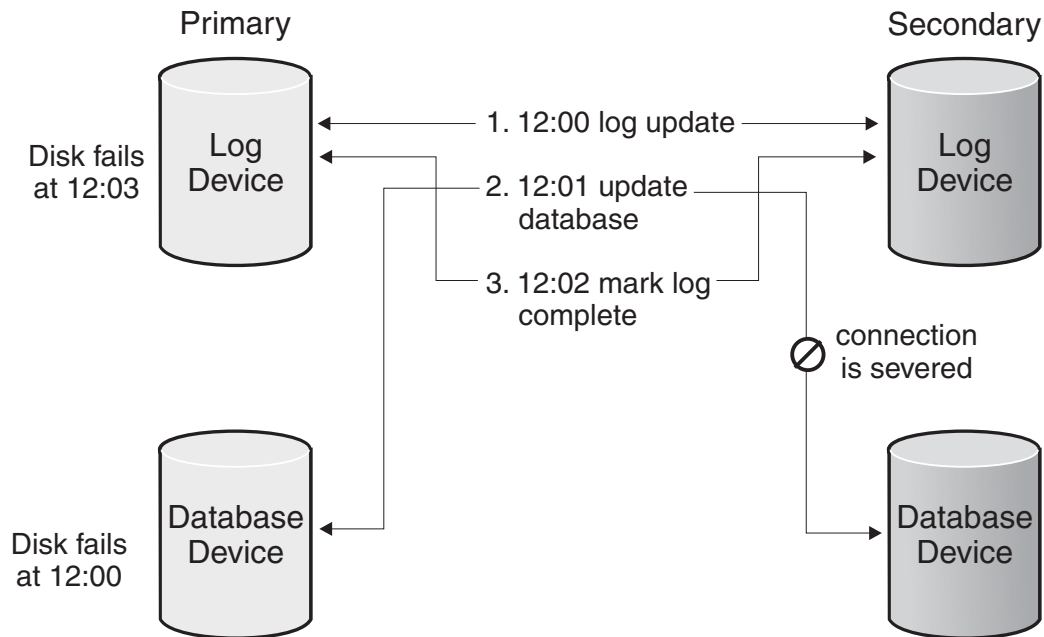 Primary
Secondary
Log
Device
Disk fails
at 12:03
1. 12:00 log update
2. 12:01 update
database
3. 12:02 mark log
complete
Log
Device
connection
is severed
Database
Device
Disk fails
at 12:00
Database
Device